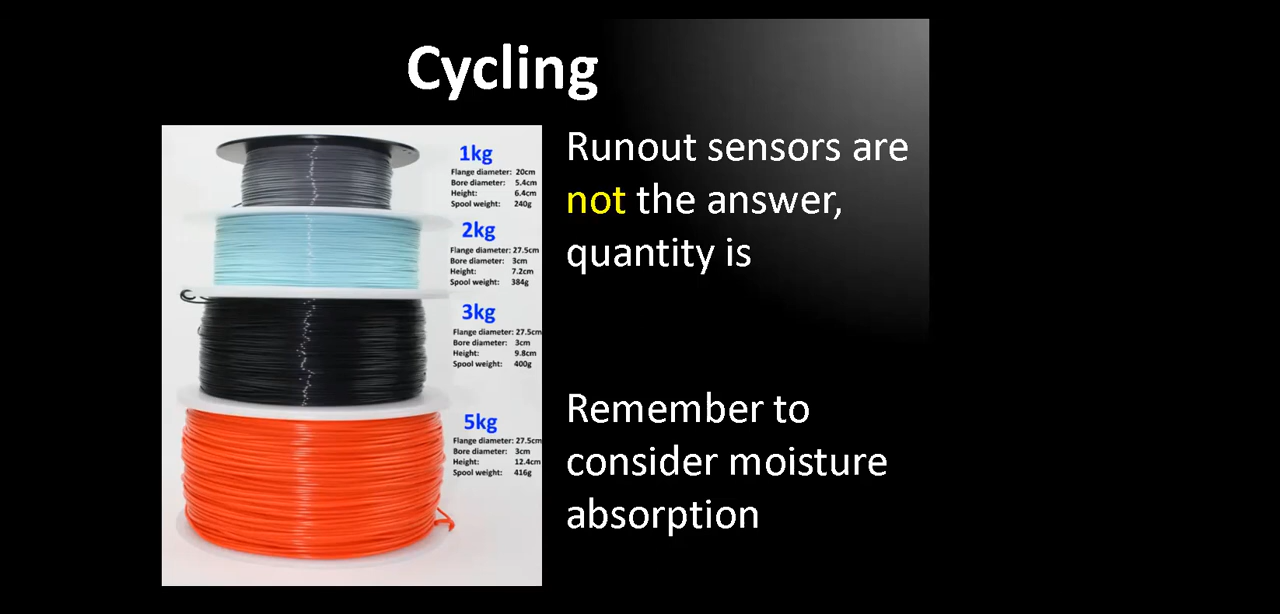 Cycling
1kg
Flange diameter: 20cm
Bore diameter: 5.4cm
Height: 6.4cm
Spool weight: 240g
2kg
Flange diameter: 27.5cm
Bore diameter: 3cm
Height: 7.2cm
Spool weight: 384g
3kg
Flange diameter: 27.5cm
Bore diameter: 3cm
Height: 9.8cm
Spool weight: 400g
5kg
Flange diameter: 27.5cm
Bore diameter: 3cm
Height: 12.4cm
Spool weight: 416g
Runout sensors are
not the answer,
quantity is
Remember to
consider moisture
absorption